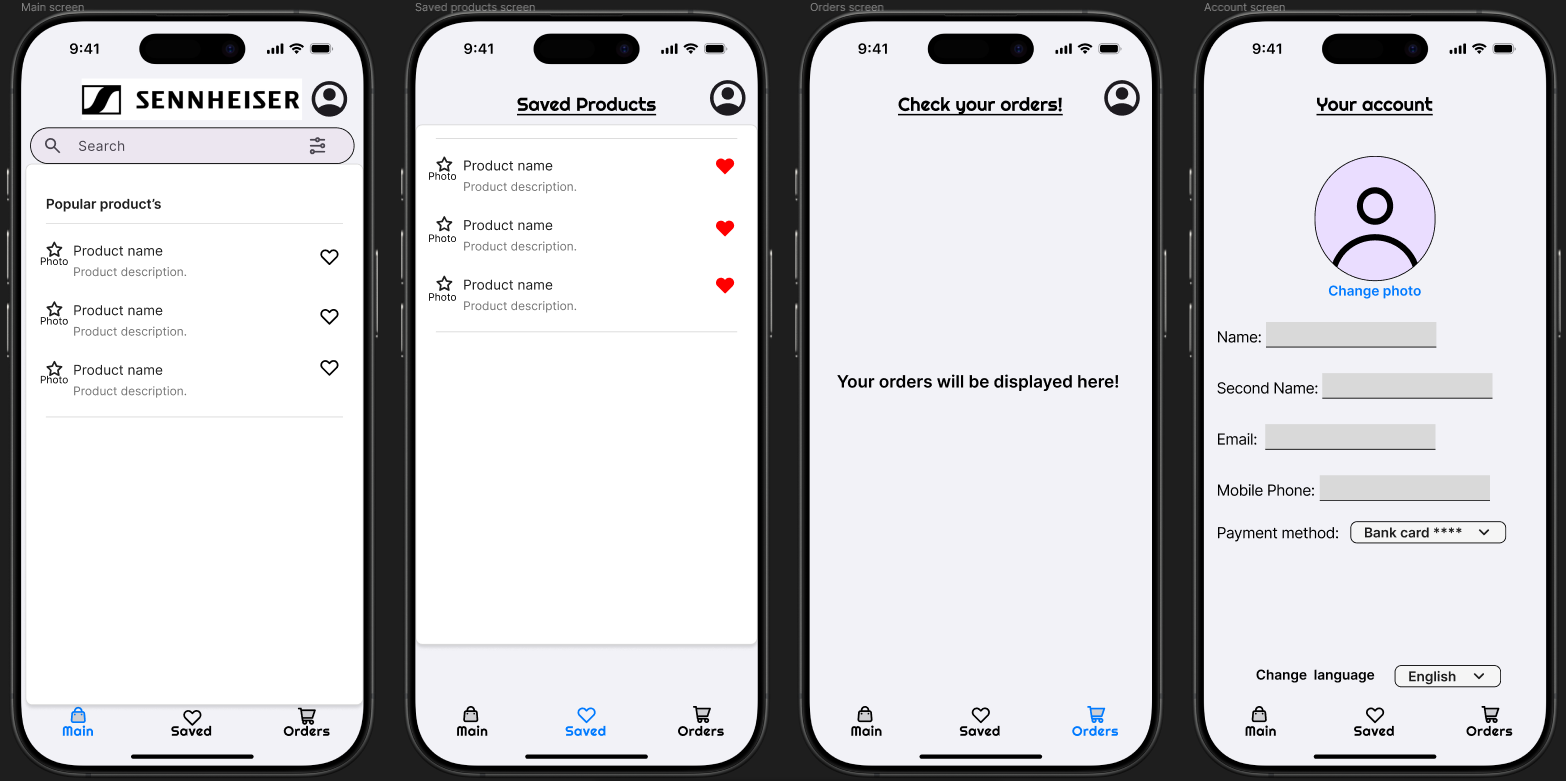 Main screen
9:41
SENNHEISER
Search
Popular product's
Photo
Product name
Product description.
Photo
Product name
Product description.
Photo
Product name
Product description.
Main
Saved
Orders
Saved products screen
9:41
Saved Products
Photo
Product name
Product description.
Photo
Product name
Product description.
Photo
Product name
Product description.
Main
Saved
Orders
Orders screen
9:41
Check your orders!
Your orders will be displayed here!
Main
Saved
Orders
Account screen
9:41
Your account
Change photo
Name:
Second Name:
Email:
Mobile Phone:
Payment method: Bank card ****
Change language English
Main
Saved
Orders